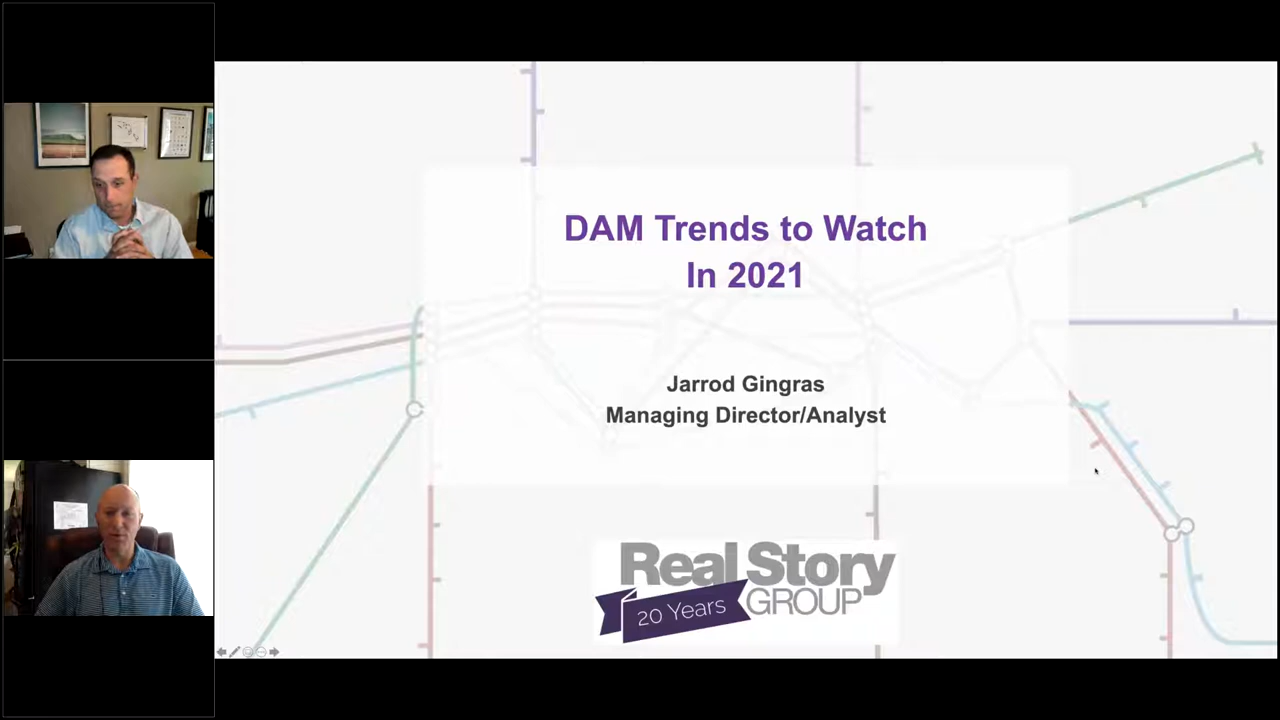 DAM Trends to Watch
In 2021
Jarrod Gingras
Managing Director/Analyst
Real Story
20 Years GROUP